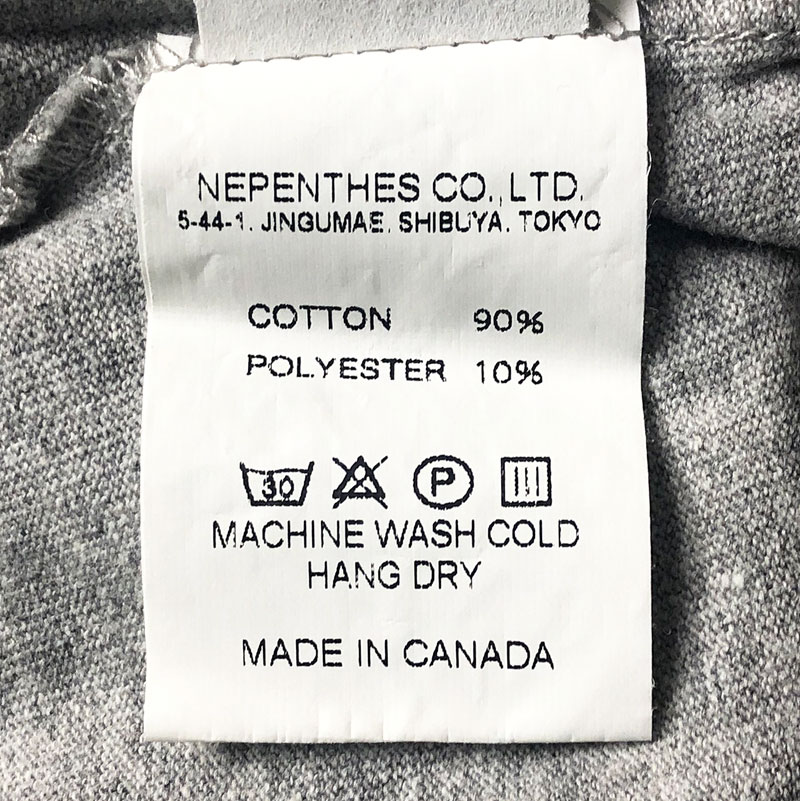 NEPENTHES CO.,LTD.
5-44-1. JINGUMAE. SHIBUYA. TOKYO
COTTON 90%
POLYESTER 10%
30 P
MACHINE WASH COLD
HANG DRY
MADE IN CANADA